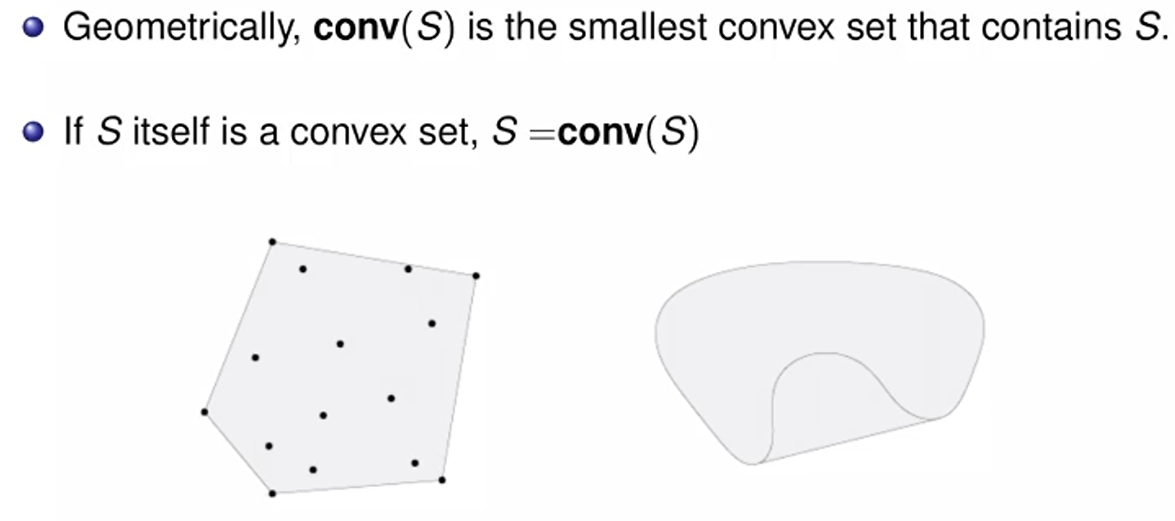 Geometrically, conv(S) is the smallest convex set that contains S.
If S itself is a convex set, S =conv(S)